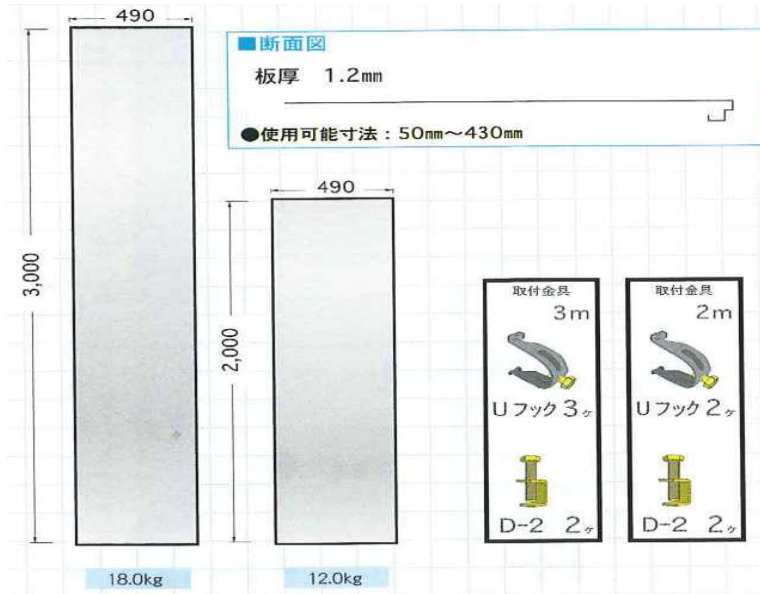 490
3,000
18.0kg
■断面図
板厚 1.2mm
●使用可能寸法:50mm~430mm
490
2,000
12.0kg
取付金具
3m
Uフック3ヶ
D-2 2ヶ
取付金具
2m
Uフック2ヶ
D-2 2ヶ